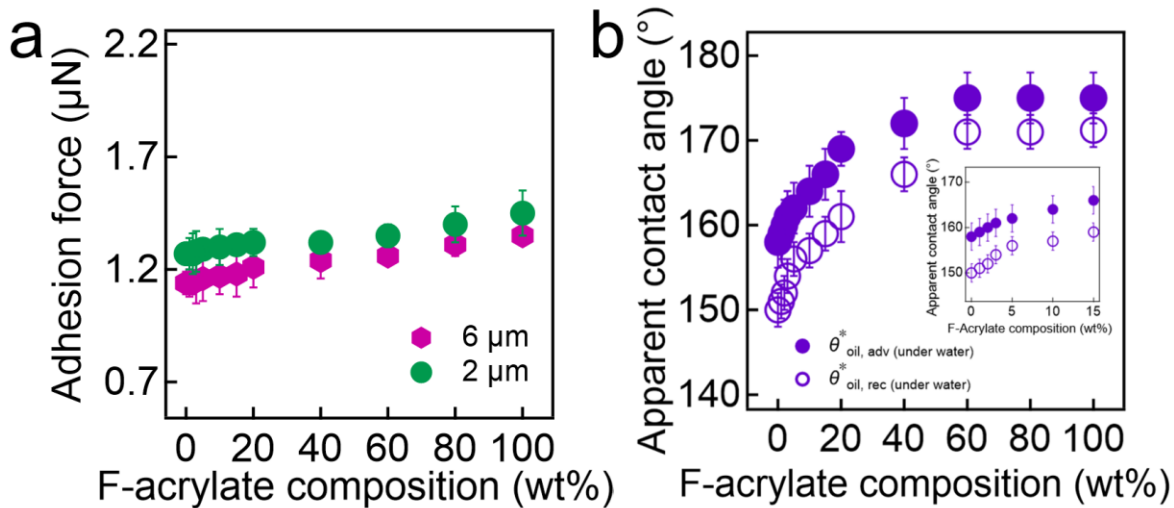 a
Adhesion force (µN)
2.2
1.7
1.2
0.7
6 µm
2 µm
0 20 40 60 80 100
F-acrylate composition (wt%)
b
Apparent contact angle (°)
180
170
160
150
140
θ*oil, adv (under water)
θ*oil, rec (under water)
0 20 40 60 80 100
F-acrylate composition (wt%)
Apparent contact angle (°)
170
160
150
0 5 10 15
F-Acrylate composition (wt%)